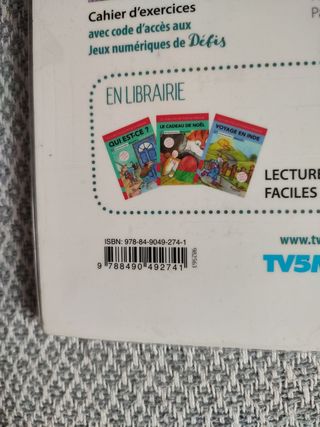 Cahier d'exercices
avec code d'accès aux
Jeux numériques de Défis
EN LIBRAIRIE
QUI EST-CE ?
LE CADEAU DE NOËL
VOYAGE EN INDE
LECTURE
FACILES
www.tv
TV5M
ISBN: 978-84-9049-274-1
9 788490 492741